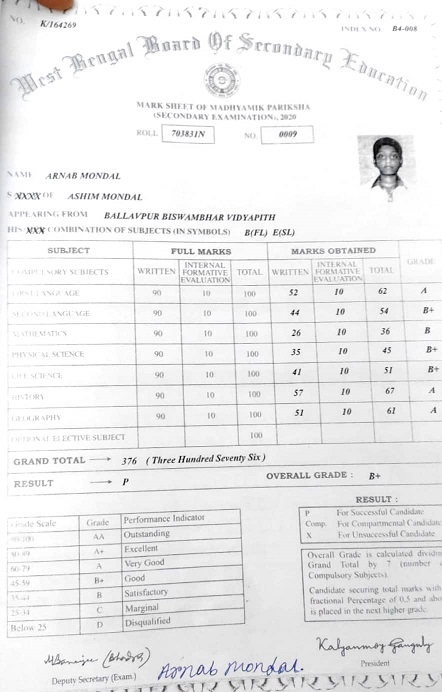 NO. K/164269 INDEX NO. B4-008
West Bengal Board Of Secondary Education
MARK SHEET OF MADHYAMIK PARIKSHA
(SECONDARY EXAMINATION), 2020
ROLL 703831N NO. 0009
NAME ARNAB MONDAL
S XXXX OF ASHIM MONDAL
APPEARING FROM BALLAVPUR BISWAMBHAR VIDYAPITH
HIS/XXX COMBINATION OF SUBJECTS (IN SYMBOLS) B(FL) E(SL)
SUBJECT FULL MARKS MARKS OBTAINED GRADE
COMPULSORY SUBJECTS WRITTEN INTERNAL FORMATIVE EVALUATION TOTAL WRITTEN INTERNAL FORMATIVE EVALUATION TOTAL
FIRST LANGUAGE 90 10 100 52 10 62 A
SECOND LANGUAGE 90 10 100 44 10 54 B+
MATHEMATICS 90 10 100 26 10 36 B
PHYSICAL SCIENCE 90 10 100 35 10 45 B+
LIFE SCIENCE 90 10 100 41 10 51 B+
HISTORY 90 10 100 57 10 67 A
GEOGRAPHY 90 10 100 51 10 61 A
OPTIONAL ELECTIVE SUBJECT 100
GRAND TOTAL → 376 (Three Hundred Seventy Six)
RESULT → P OVERALL GRADE : B+
Grade Scale Grade Performance Indicator
90-100 AA Outstanding
80-89 A+ Excellent
60-79 A Very Good
45-59 B+ Good
35-44 B Satisfactory
25-34 C Marginal
Below 25 D Disqualified
RESULT :
P For Successful Candidate
Comp. For Compartmental Candidate
X For Unsuccessful Candidate
Overall Grade is calculated dividin
Grand Total by 7 (number
Compulsory Subjects).
Candidate securing total marks with
fractional Percentage of 0.5 and abo
is placed in the next higher grade.
Deputy Secretary (Exam.)
Arnab Mondal.
Kalyanmoy Ganguly
President